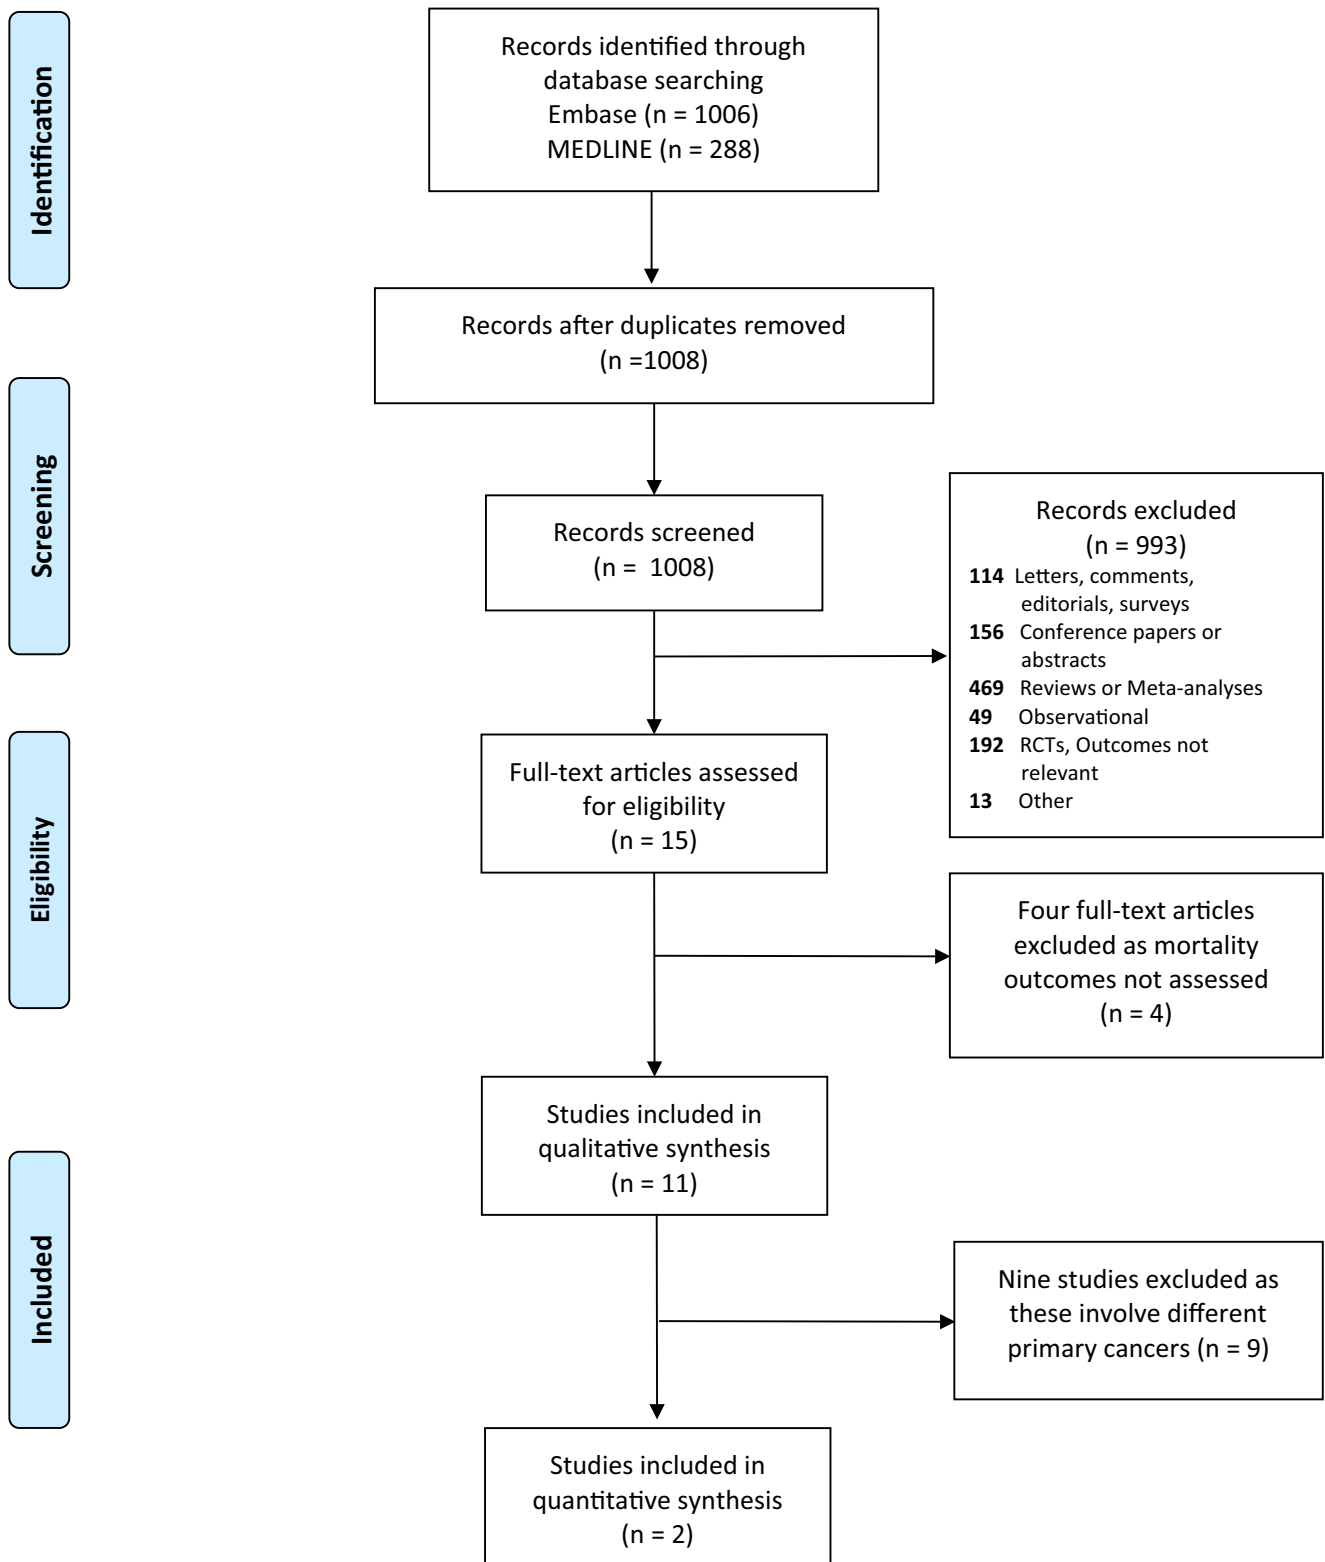 Identification
Records identified through
database searching
Embase (n = 1006)
MEDLINE (n = 288)
Records after duplicates removed
(n =1008)
Screening
Records screened
(n = 1008)
Records excluded
(n = 993)
114 Letters, comments,
editorials, surveys
156 Conference papers or
abstracts
469 Reviews or Meta-analyses
49 Observational
192 RCTs, Outcomes not
relevant
13 Other
Eligibility
Full-text articles assessed
for eligibility
(n = 15)
Four full-text articles
excluded as mortality
outcomes not assessed
(n = 4)
Studies included in
qualitative synthesis
(n = 11)
Included
Nine studies excluded as
these involve different
primary cancers (n = 9)
Studies included in
quantitative synthesis
(n = 2)